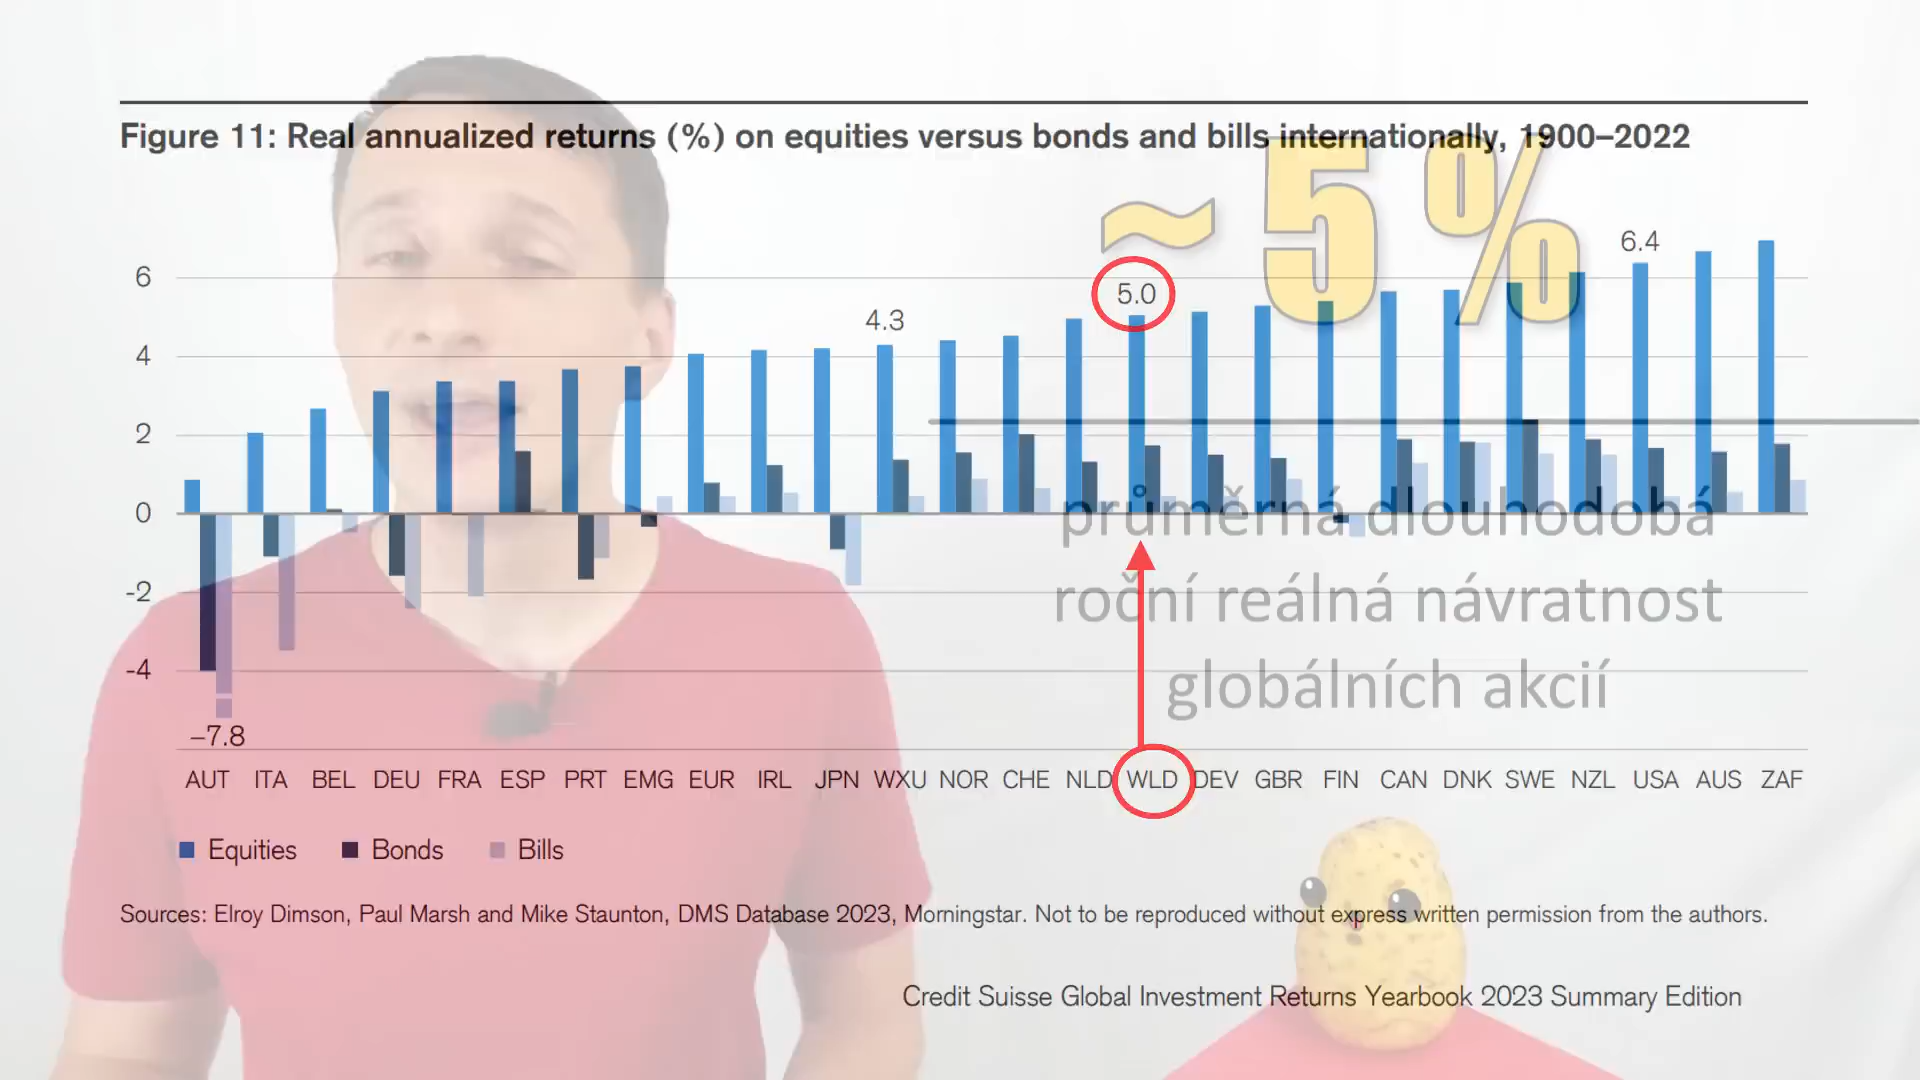 Figure 11: Real annualized returns (%) on equities versus bonds and bills internationally, 1900–2022
~ 5 %
6.4
6
5.0
4.3
4
2
0
průměrná dlouhodobá
-2
roční reálná návratnost
-4
globálních akcií
–7.8
AUT ITA BEL DEU FRA ESP PRT EMG EUR IRL JPN WXU NOR CHE NLD WLD DEV GBR FIN CAN DNK SWE NZL USA AUS ZAF
Equities Bonds Bills
Sources: Elroy Dimson, Paul Marsh and Mike Staunton, DMS Database 2023, Morningstar. Not to be reproduced without express written permission from the authors.
Credit Suisse Global Investment Returns Yearbook 2023 Summary Edition